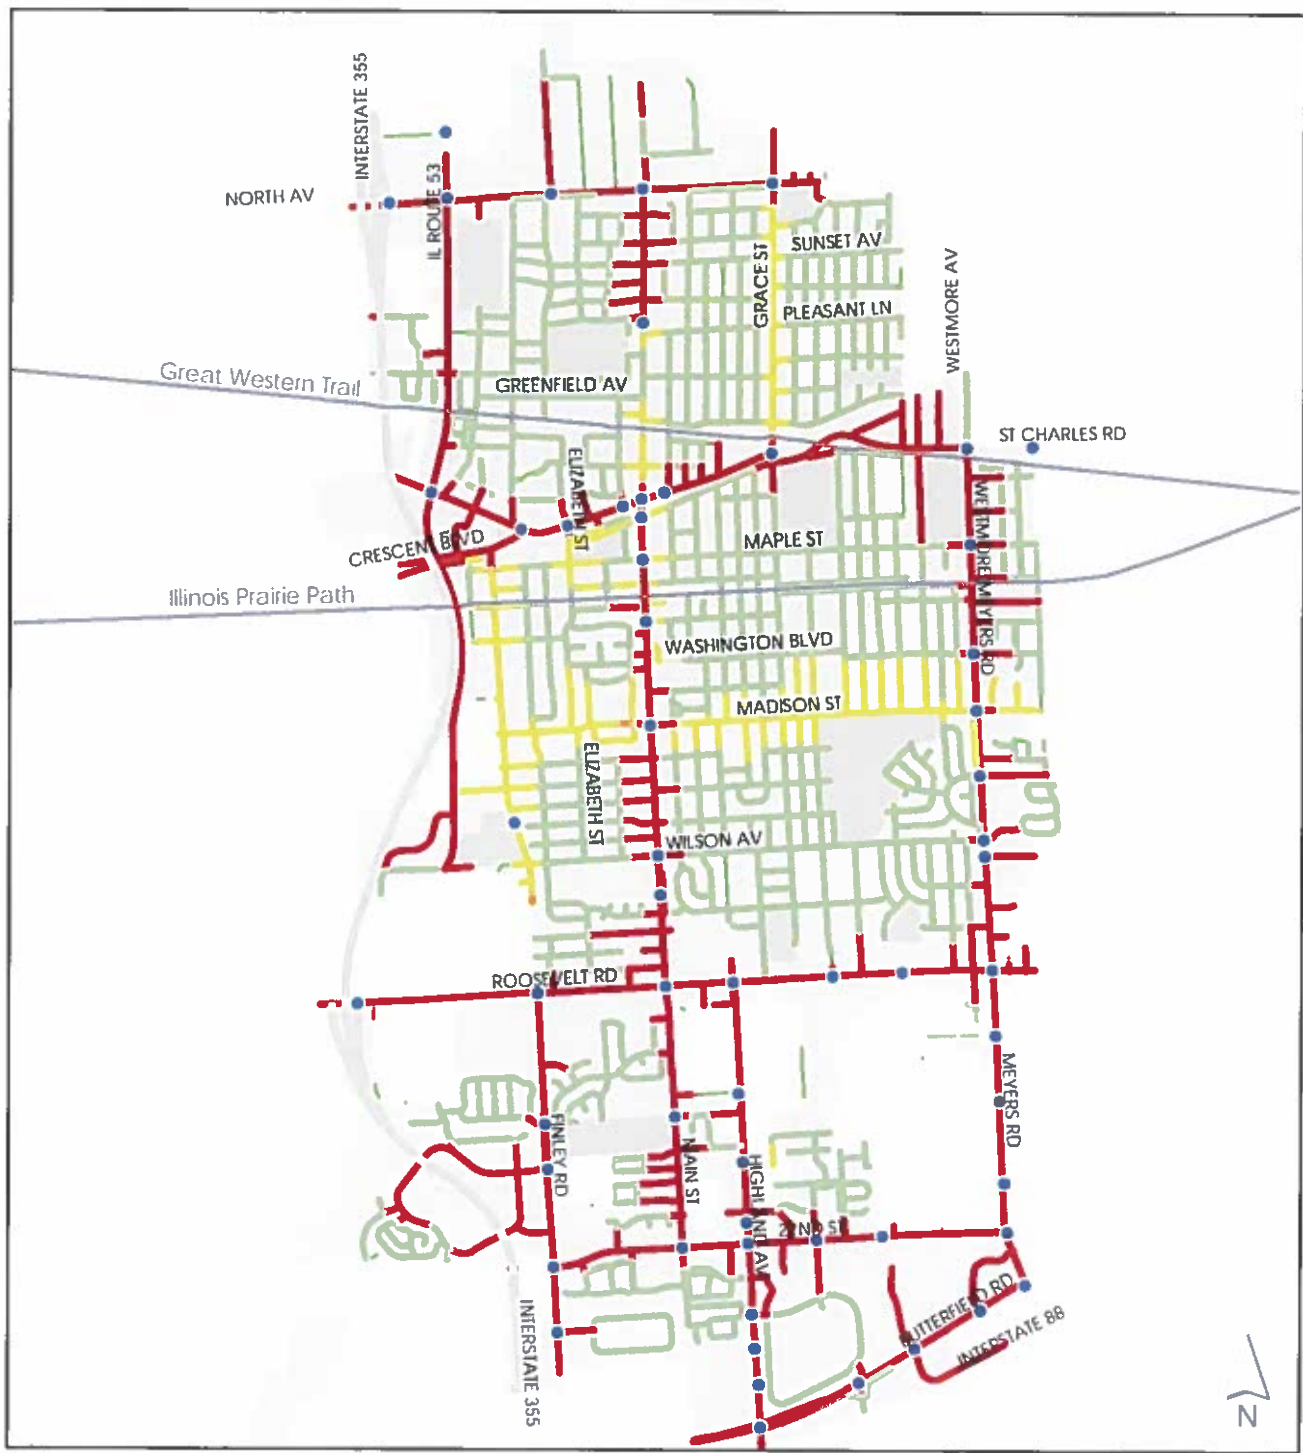 INTERSTATE 355
NORTH AV
IL ROUTE 53
SUNSET AV
GRACE ST
PLEASANT LN
WESTMORE AV
Great Western Trail
GREENFIELD AV
ST CHARLES RD
ELIZABETH ST
CRESCENT BLVD
MAPLE ST
WESTMORE/MEYERS RD
Illinois Prairie Path
WASHINGTON BLVD
MADISON ST
ELIZABETH ST
WILSON AV
ROOSEVELT RD
MEYERS RD
FINLEY RD
MAIN ST
HIGHLAND AV
22ND ST
BUTTERFIELD RD
INTERSTATE 88
INTERSTATE 355
N